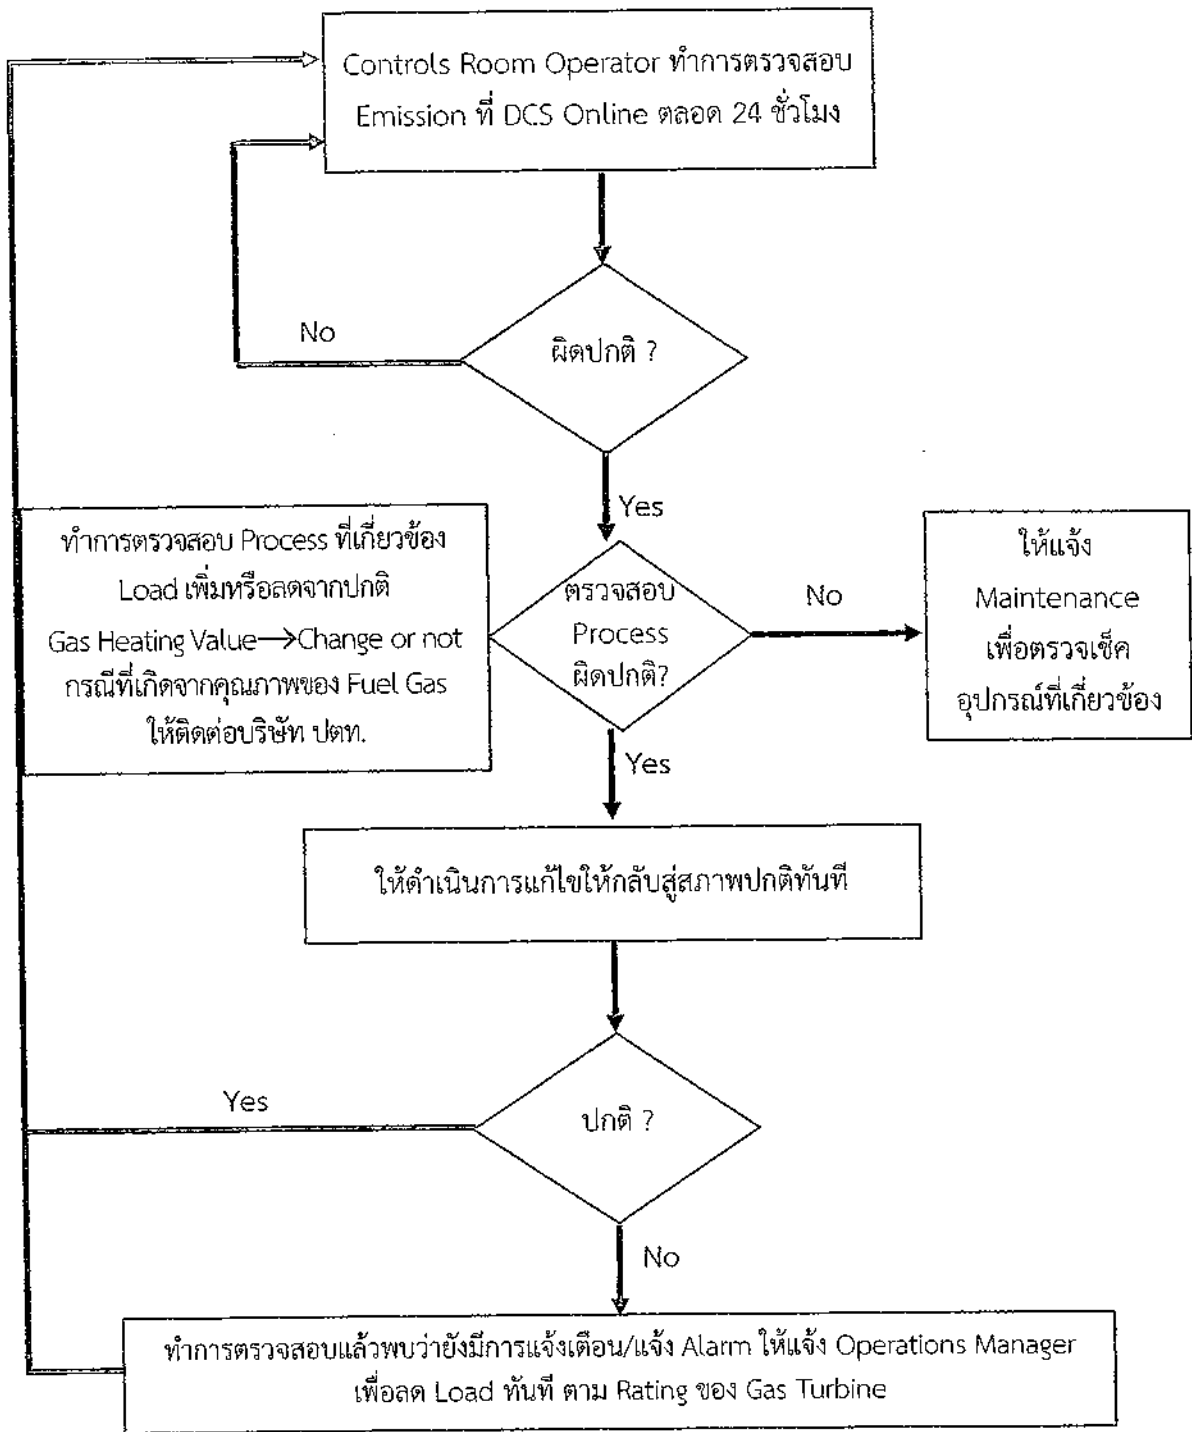 Controls Room Operator ทำการตรวจสอบ
Emission ที่ DCS Online ตลอด 24 ชั่วโมง
No
ผิดปกติ ?
Yes
ทำการตรวจสอบ Process ที่เกี่ยวข้อง
Load เพิ่มหรือลดจากปกติ
Gas Heating Value→Change or not
กรณีที่เกิดจากคุณภาพของ Fuel Gas
ให้ติดต่อบริษัท ปตท.
ตรวจสอบ
Process
ผิดปกติ?
No
ให้แจ้ง
Maintenance
เพื่อตรวจเช็ค
อุปกรณ์ที่เกี่ยวข้อง
Yes
ให้ดำเนินการแก้ไขให้กลับสู่สภาพปกติทันที
Yes
ปกติ ?
No
ทำการตรวจสอบแล้วพบว่ายังมีการแจ้งเตือน/แจ้ง Alarm ให้แจ้ง Operations Manager
เพื่อลด Load ทันที ตาม Rating ของ Gas Turbine